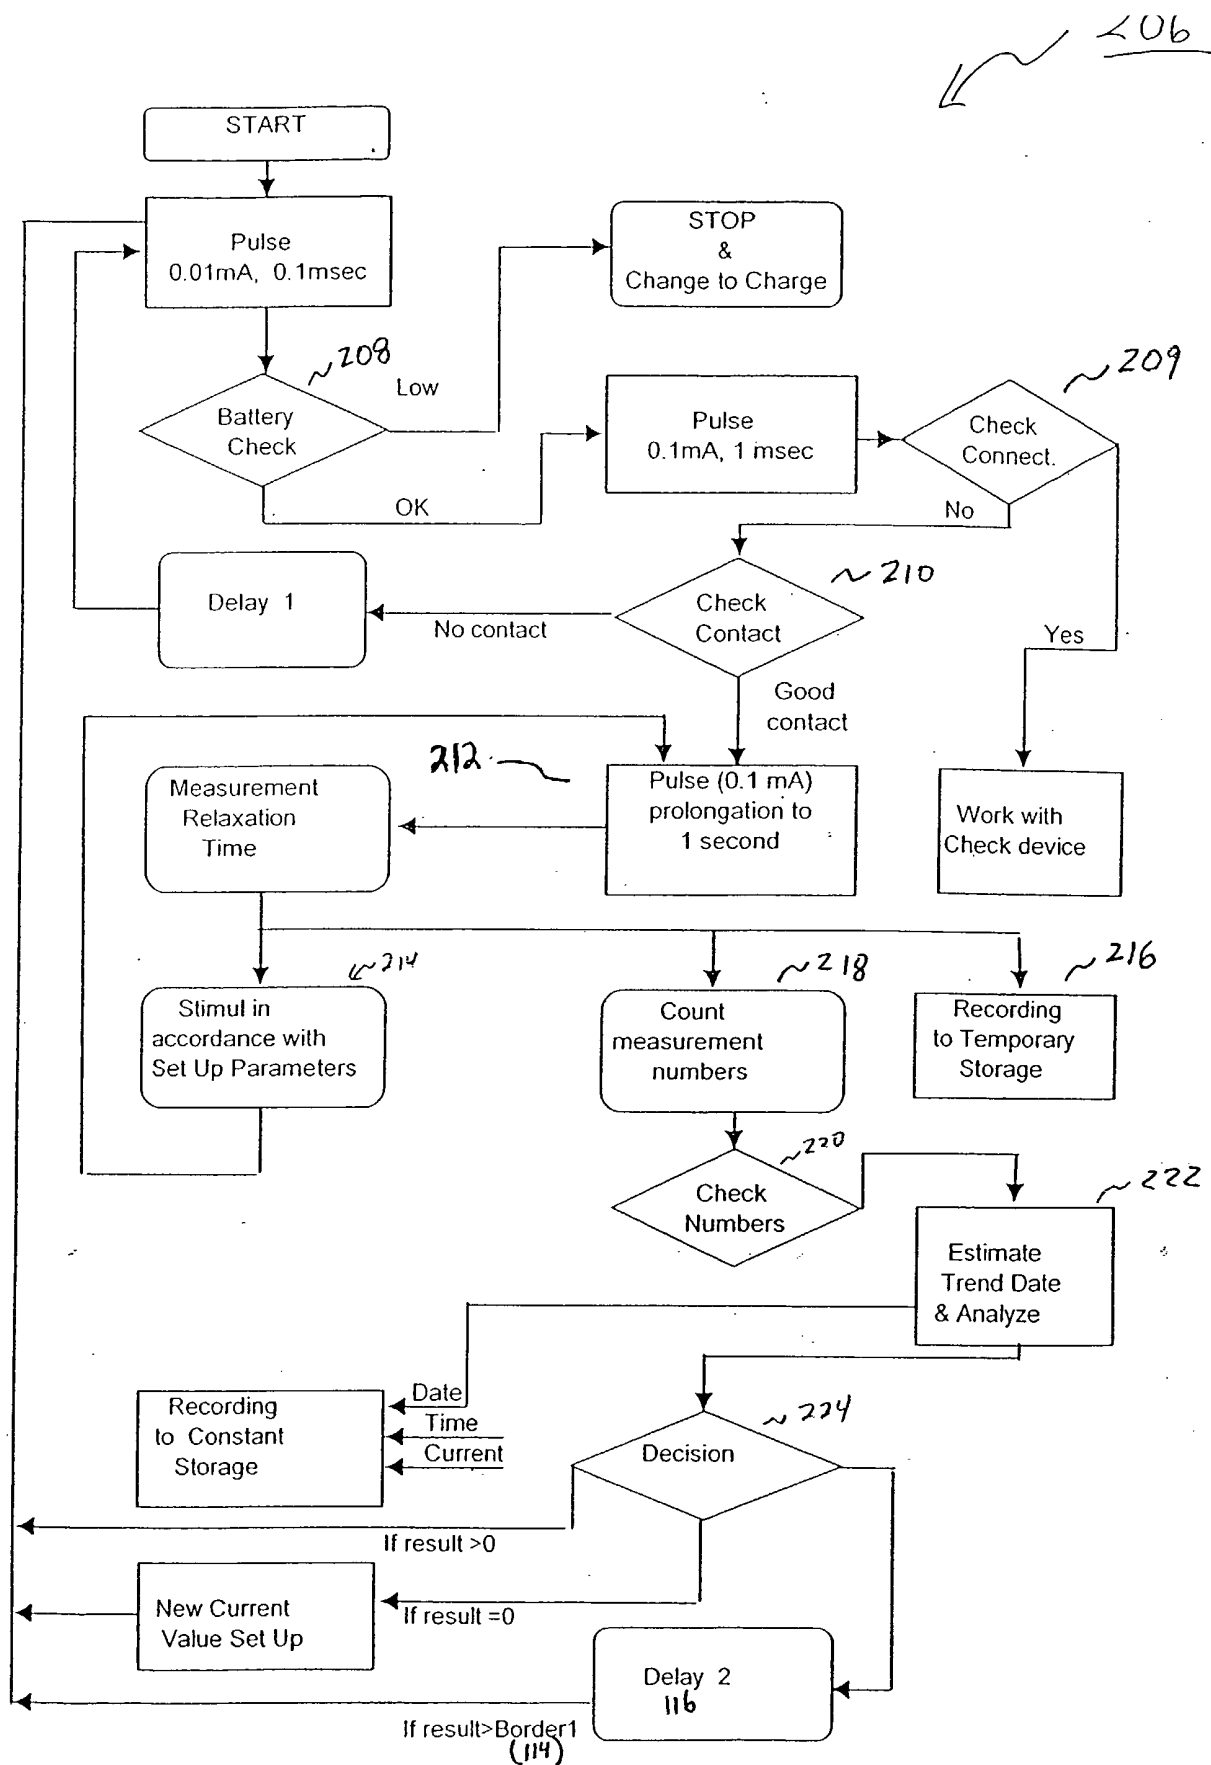 206
START
Pulse
0.01mA, 0.1msec
STOP
&
Change to Charge
208
Low
209
Battery
Check
Pulse
0.1mA, 1 msec
Check
Connect.
OK
No
210
Delay 1
No contact
Check
Contact
Yes
Good
contact
212
Measurement
Relaxation
Time
Pulse (0.1 mA)
prolongation to
1 second
Work with
Check device
214
218
216
Stimul in
accordance with
Set Up Parameters
Count
measurement
numbers
Recording
to Temporary
Storage
220
222
Check
Numbers
Estimate
Trend Date
& Analyze
Date
Time
Current
Recording
to Constant
Storage
224
Decision
If result >0
New Current
Value Set Up
If result =0
Delay 2
116
If result>Border1
(114)